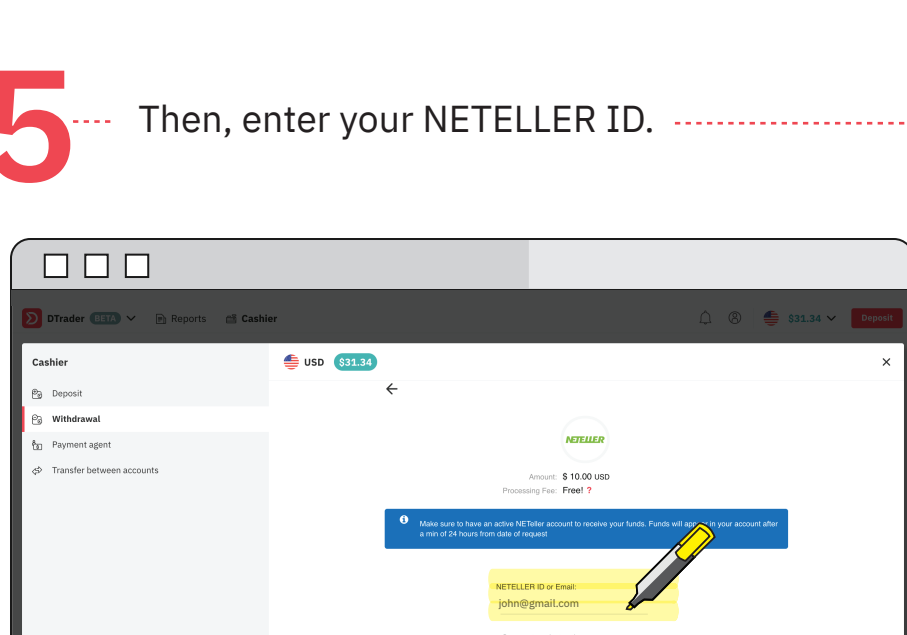 5
Then, enter your NETELLER ID.
DTrader BETA
Reports
Cashier
$31.34
Deposit
Cashier
USD $31.34
Deposit
Withdrawal
NETELLER
Payment agent
Transfer between accounts
Amount: $ 10.00 USD
Processing Fee: Free! ?
Make sure to have an active NETeller account to receive your funds. Funds will appear in your account after
a min of 24 hours from date of request
NETELLER ID or Email:
john@gmail.com